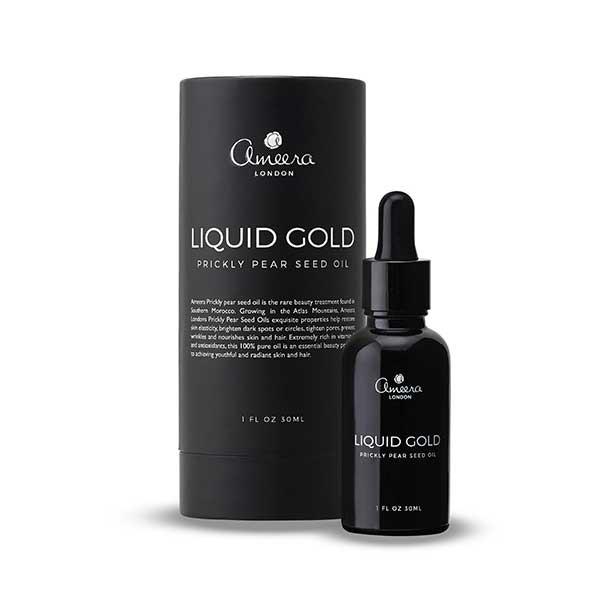 Ameera
LONDON
LIQUID GOLD
PRICKLY PEAR SEED OIL
Ameera Prickly pear seed oil is the rare beauty treatment found in
Southern Morocco. Growing in the Atlas Mountains, Ameera
Londons Prickly Pear Seed Oils exquisite properties help restore
skin elasticity, brighten dark spots or circles, tighten pores, prevent
wrinkles and nourishes skin and hair. Extremely rich in vitamin
and antioxidants, this 100% pure oil is an essential beauty
to achieving youthful and radiant skin and hair.
1 FL OZ 30ML
Ameera
LONDON
LIQUID GOLD
PRICKLY PEAR SEED OIL
1 FL OZ 30ML